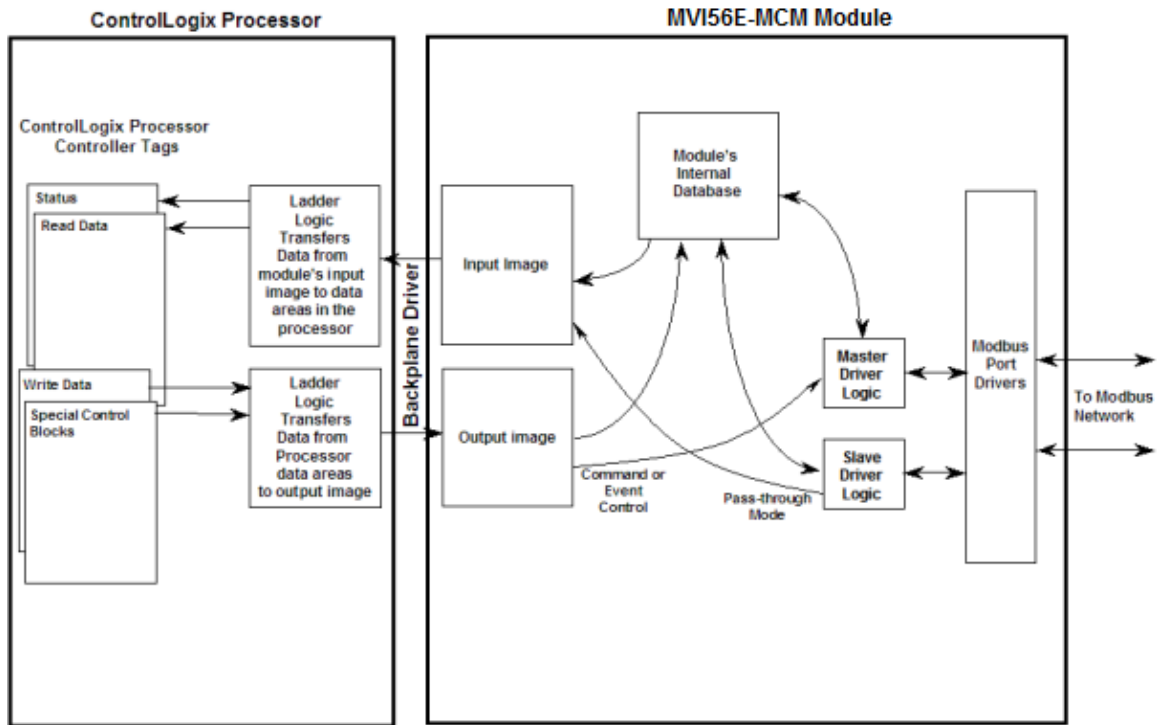 ControlLogix Processor
MVI56E-MCM Module
ControlLogix Processor
Controller Tags
Status
Read Data
Ladder
Logic
Transfers
Data from
module's input
image to data
areas in the
processor
Write Data
Special Control
Blocks
Ladder
Logic
Transfers
Data from
Processor
data areas
to output image
Backplane Driver
Input Image
Output image
Module's
Internal
Database
Command or
Event
Control
Pass-through
Mode
Master
Driver
Logic
Slave
Driver
Logic
Modbus
Port
Drivers
To Modbus
Network